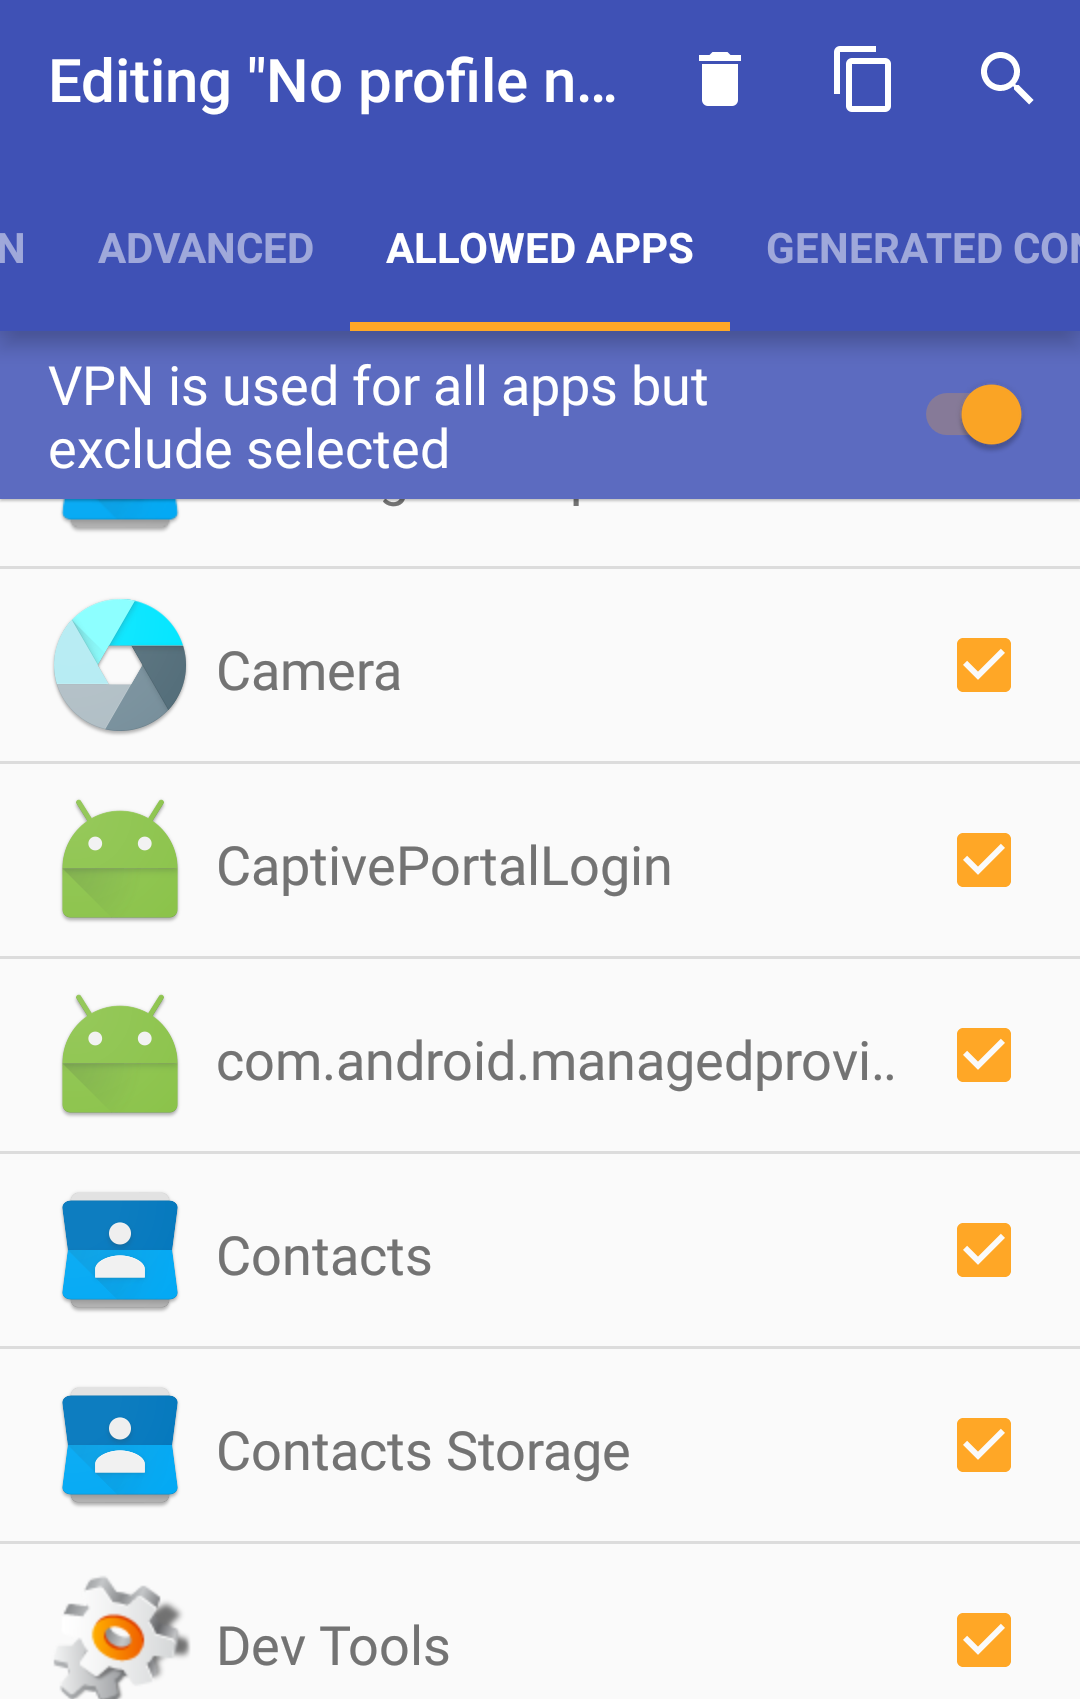 Editing "No profile n...
N ADVANCED ALLOWED APPS GENERATED CON
VPN is used for all apps but
exclude selected
Camera
CaptivePortalLogin
com.android.managedprovi..
Contacts
Contacts Storage
Dev Tools